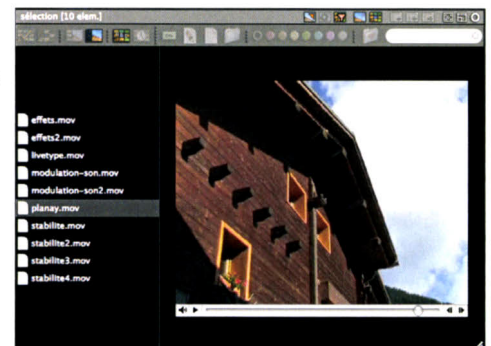 sélection [10 elem.]
effets.mov
effets2.mov
livetype.mov
modulation-son.mov
modulation-son2.mov
planay.mov
stabilite.mov
stabilite2.mov
stabilite3.mov
stabilite4.mov